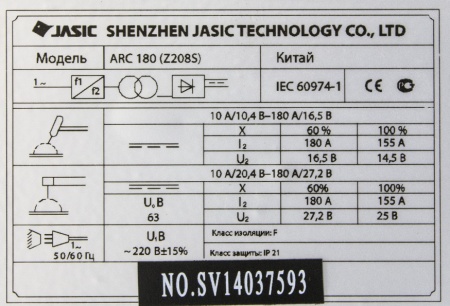 JASIC SHENZHEN JASIC TECHNOLOGY CO., LTD
Модель ARC 180 (Z208S) Китай
1~ f1 f2 IEC 60974-1 CE
10 А/10,4 В–180 А/16,5 В
X 60 % 100 %
I2 180 А 155 А
U2 16,5 В 14,5 В
10 А/20,4 В–180 А/27,2 В
U₀В X 60% 100%
63 I2 180 А 155 А
U2 27,2 В 25 В
1~ U₁В Класс изоляции: F
50/60 Гц ~220 В±15% Класс защиты: IP 21
NO.SV14037593